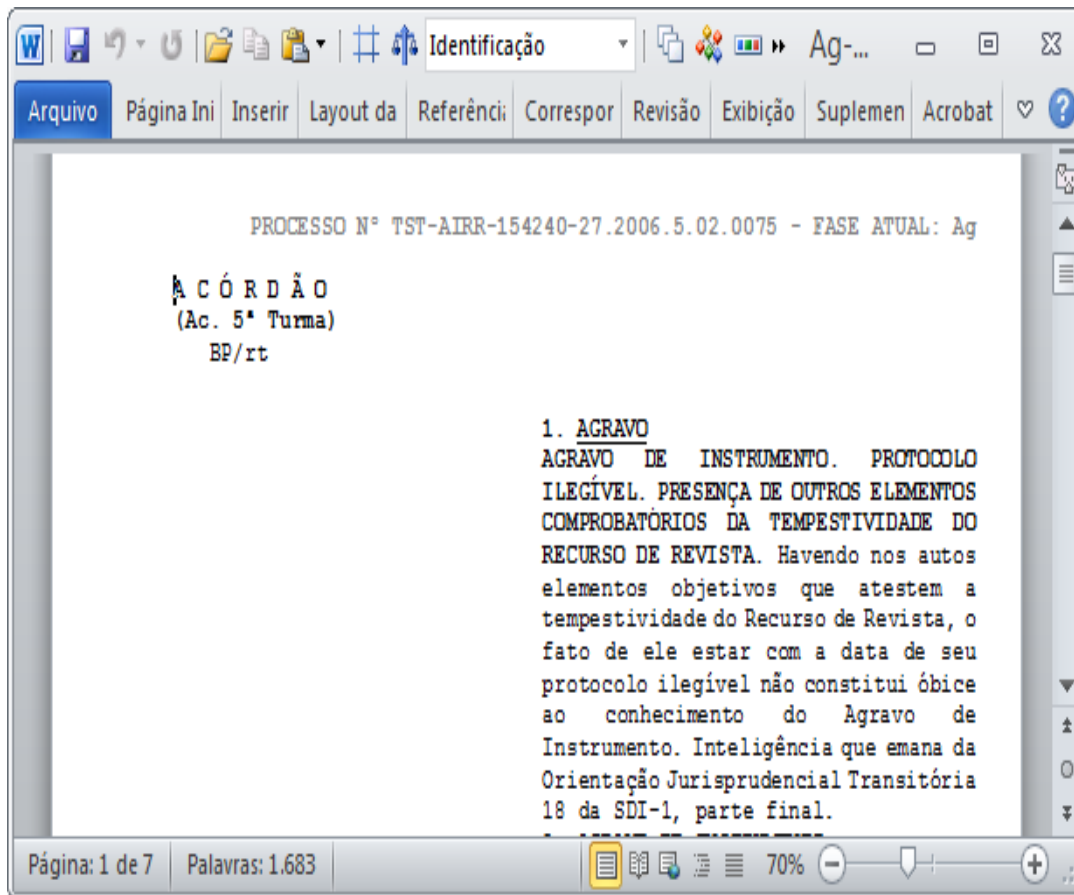 Identificação
Ag-...
Arquivo Página Ini Inserir Layout da Referência Correspor Revisão Exibição Suplemen Acrobat
PROCESSO Nº TST-AIRR-154240-27.2006.5.02.0075 - FASE ATUAL: Ag
A C Ó R D Ã O
(Ac. 5ª Turma)
BP/rt
1. AGRAVO
AGRAVO DE INSTRUMENTO. PROTOCOLO
ILEGÍVEL. PRESENÇA DE OUTROS ELEMENTOS
COMPROBATÓRIOS DA TEMPESTIVIDADE DO
RECURSO DE REVISTA. Havendo nos autos
elementos objetivos que atestem a
tempestividade do Recurso de Revista, o
fato de ele estar com a data de seu
protocolo ilegível não constitui óbice
ao conhecimento do Agravo de
Instrumento. Inteligência que emana da
Orientação Jurisprudencial Transitória
18 da SDI-1, parte final.
Página: 1 de 7 Palavras: 1.683 70%